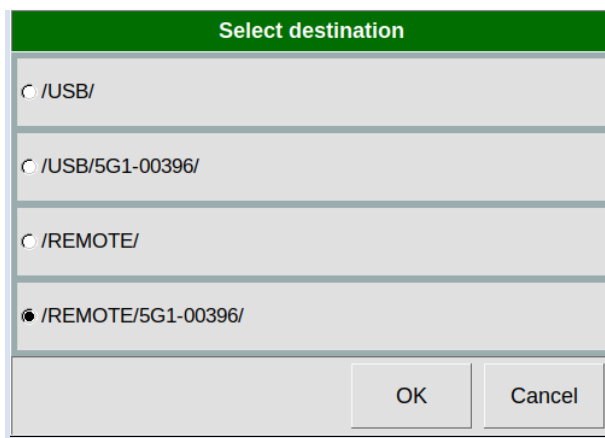 Select destination
/USB/
/USB/5G1-00396/
/REMOTE/
/REMOTE/5G1-00396/
OK Cancel